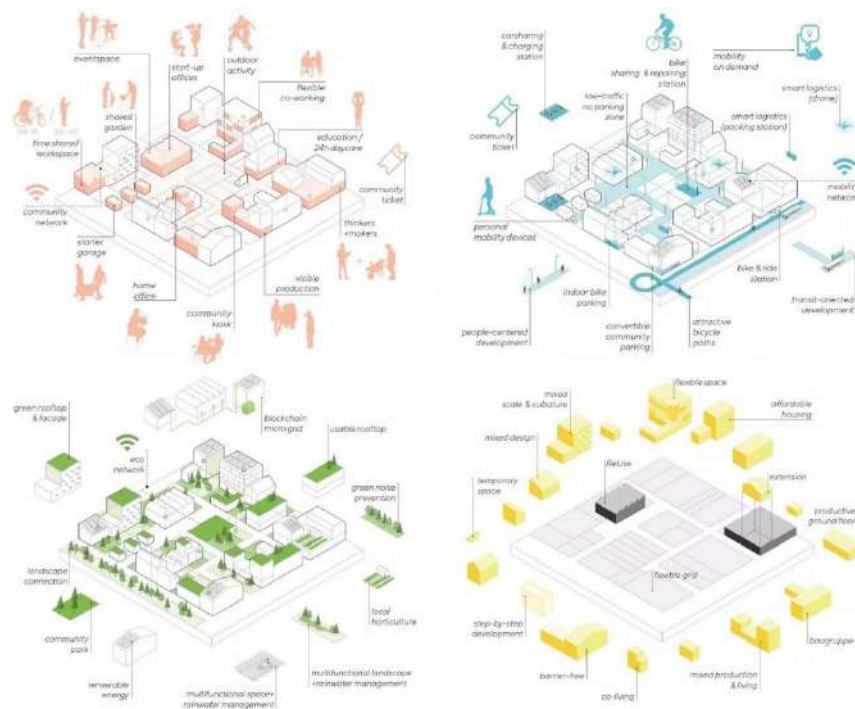 eventspace
start-up
offices
outdoor
activity
flexible
co-working
shared
garden
time shared
workspace
education /
24h daycare
community
ticket
community
network
starter
garage
thinkers
+makers
home
office
visible
production
community
kiosk
carsharing
& charging
station
bike
sharing & repairing
station
mobility
on demand
low-traffic
no parking
zone
smart logistics
(drone)
smart logistics
(packing station)
community
ticket
mobility
network
personal
mobility devices
bike & ride
station
indoor bike
parking
transit-oriented
development
people-centered
development
convertible
community
parking
attractive
bicycle
paths
green rooftop
& facade
blockchain
microgrid
usable rooftop
eco
network
green noise
prevention
landscape
connection
local
horticulture
community
park
renewable
energy
multifunctional landscape
+rainwater management
multifunctional space+
rainwater management
flexible space
mixed
scale & cubature
affordable
housing
mixed design
ReUse
extension
temporary
space
productive
ground floor
flexible grid
step-by-step
development
baugruppe
barrier-free
mixed production
& living
co-living